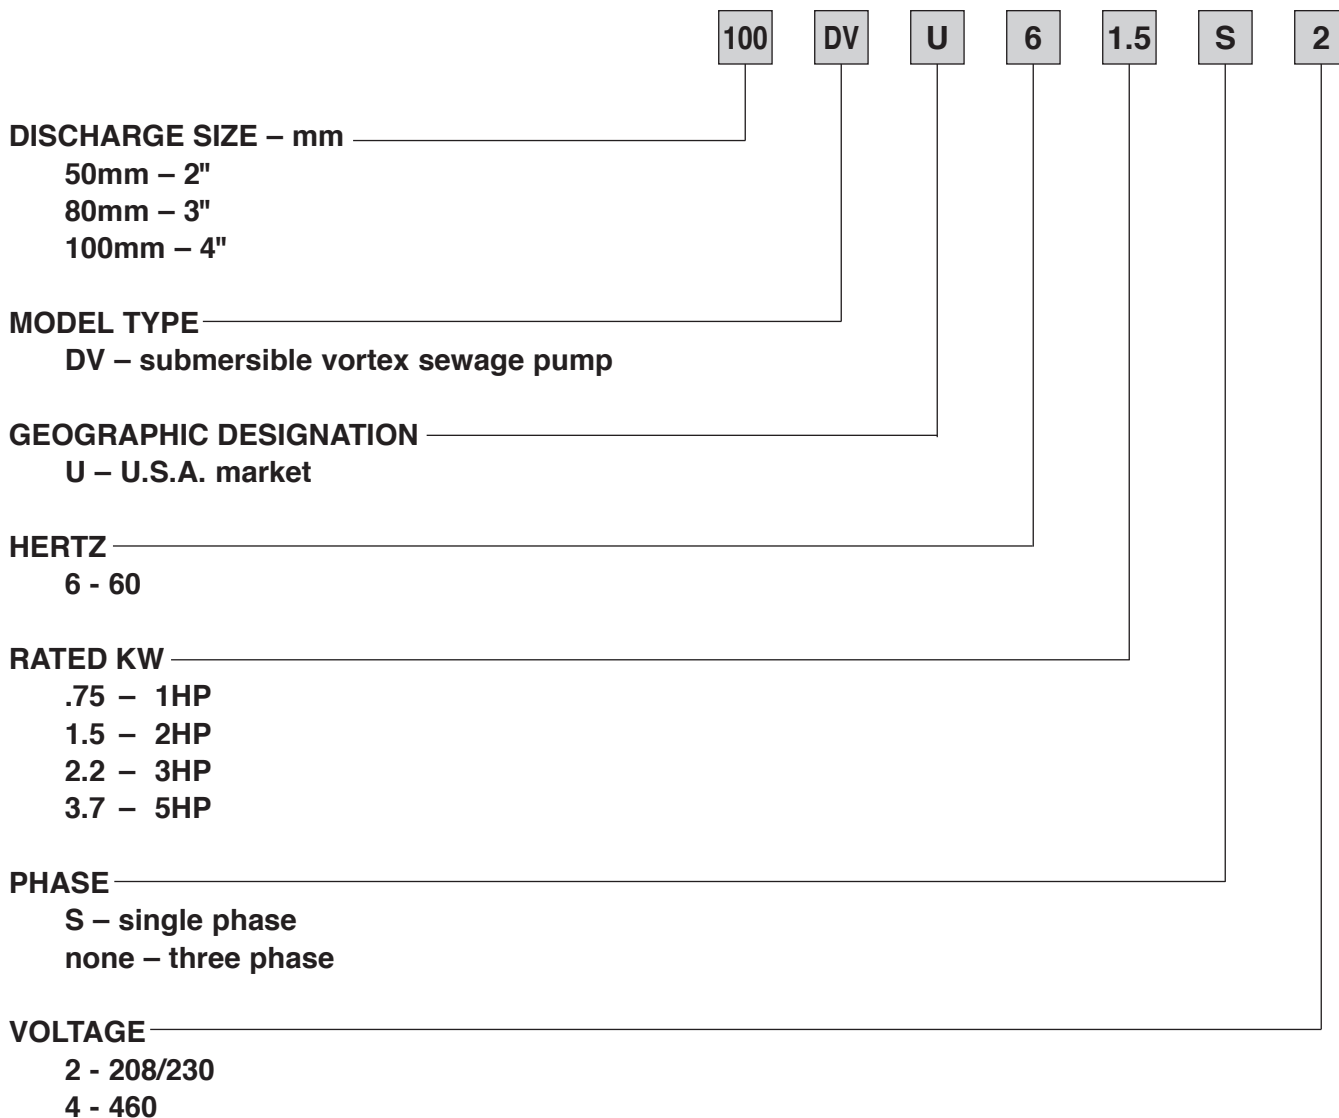 100 DV U 6 1.5 S 2
DISCHARGE SIZE – mm
50mm – 2"
80mm – 3"
100mm – 4"
MODEL TYPE
DV – submersible vortex sewage pump
GEOGRAPHIC DESIGNATION
U – U.S.A. market
HERTZ
6 - 60
RATED KW
.75 – 1HP
1.5 – 2HP
2.2 – 3HP
3.7 – 5HP
PHASE
S – single phase
none – three phase
VOLTAGE
2 - 208/230
4 - 460